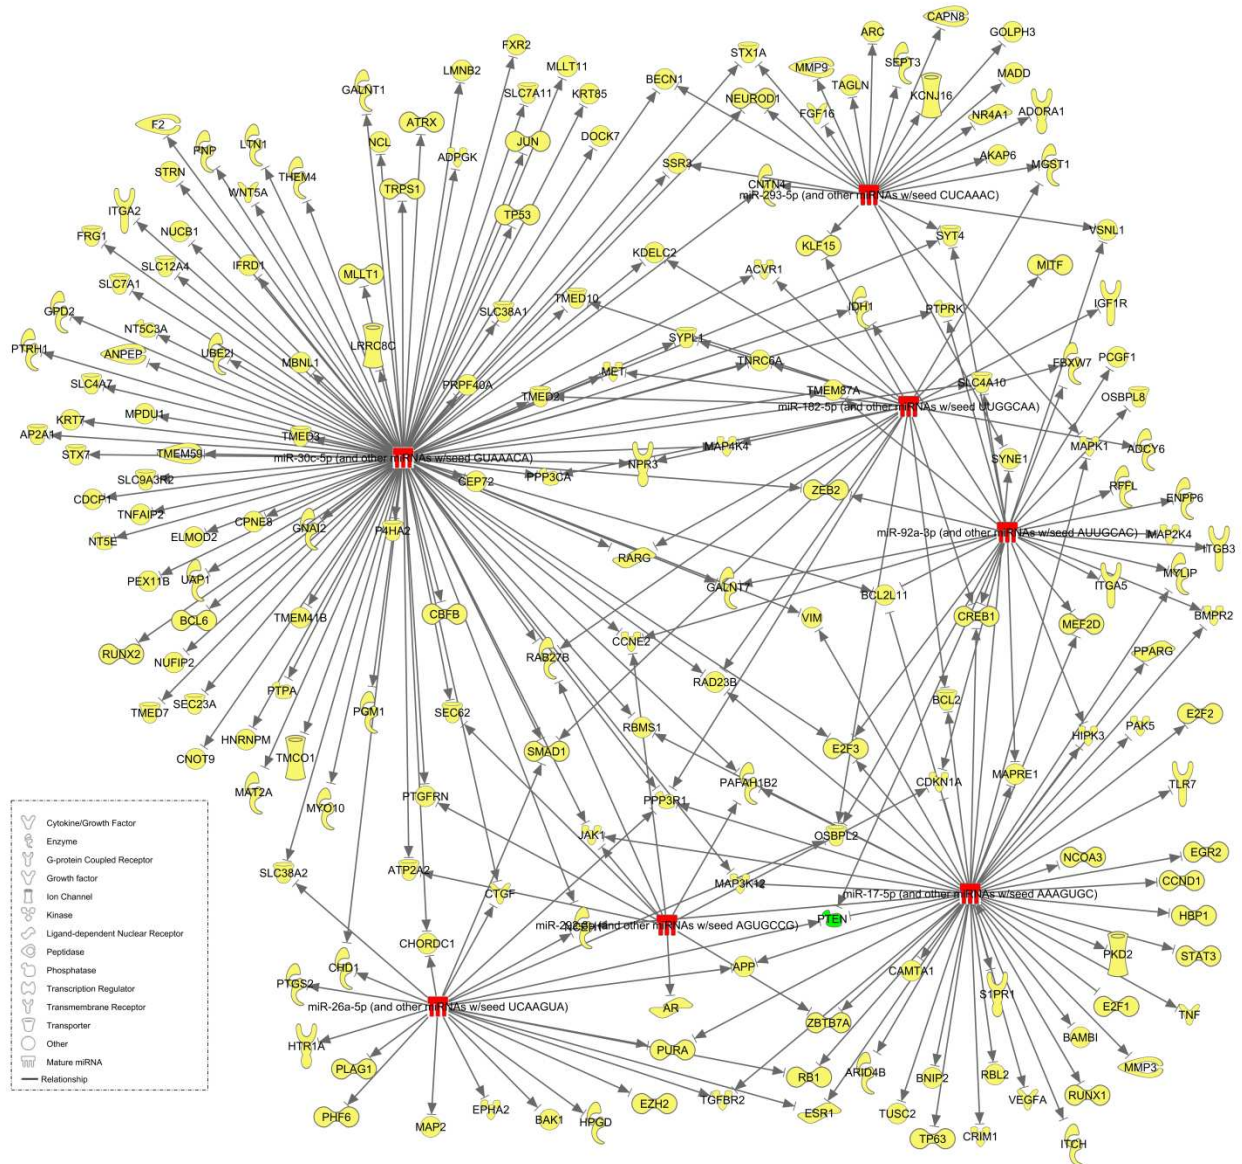 CAPN8
ARC
GOLPH3
FXR2
STX1A
SEPT3
LMNB2
MLLT11
MMP9
MADD
BECN1
TAGLN
KCNJ16
GALNT1
SLC7A11
KRT85
NEUROD1
FGF16
NR4A1
ADORA1
F2
ATRX
PNP
LTN1
NCL
JUN
DOCK7
ADPGK
AKAP6
STRN
THEM4
SSR3
MGST1
WNT5A
TRPS1
CNTN4
miR-293-5p (and other miRNAs w/seed CUCAAAC)
ITGA2
TP53
NUCB1
VSNL1
FRG1
SYT4
KLF15
KDELC2
SLC12A4
IFRD1
MITF
ACVR1
MLLT1
SLC7A1
TMED10
IGF1R
IDH1
PTPRK
GPD2
SLC38A1
NT5C3A
SYPL1
LRRC8C
PTRH1
ANPEP
UBE2I
MBNL1
TNRC6A
FBXW7
PCGF1
MET
SLC4A7
PRPF40A
SLC4A10
TMEM87A
TMED2
OSBPL8
miR-182-5p (and other miRNAs w/seed UUGGCAA)
MPDU1
KRT7
AP2A1
TMED3
MAP4K4
MAPK1
ADCY6
STX7
TMEM59
miR-30c-5p (and other miRNAs w/seed GUAAACA)
NPR3
SYNE1
SLC9A3R2
CEP72
PPP3CA
ZEB2
RFFL
ENPP6
CDCP1
TNFAIP2
CPNE8
GNAI2
P4HA2
miR-92a-3p (and other miRNAs w/seed AUUGCAC)
MAP2K4
NT5E
ELMOD2
ITGB3
RARG
PEX11B
UAP1
MYLIP
ITGA5
GALNT7
BCL2L11
TMEM41B
CBFB
VIM
CREB1
MEF2D
BMPR2
BCL6
CCNE2
RUNX2
NUFIP2
RAB27B
PPARG
RAD23B
PTPA
BCL2
TMED7
SEC23A
PGM1
SEC62
RBMS1
E2F2
HNRNPM
PAK5
HIPK3
CNOT9
TMCO1
SMAD1
E2F3
MAPRE1
PAFAH1B2
CDKN1A
TLR7
MAT2A
PTGFRN
PPP3R1
MYO10
JAK1
OSBPL2
Cytokine/Growth Factor
Enzyme
G-protein Coupled Receptor
Growth factor
Ion Channel
Kinase
Ligand-dependent Nuclear Receptor
Peptidase
Phosphatase
Transcription Regulator
Transmembrane Receptor
Transporter
Other
Mature miRNA
Relationship
NCOA3
EGR2
SLC38A2
ATP2A2
MAP3K12
CCND1
CTGF
miR-17-5p (and other miRNAs w/seed AAAGUGC)
PTEN
HBP1
CHORDC1
PKD2
STAT3
CHD1
APP
CAMTA1
PTGS2
S1PR1
miR-26a-5p (and other miRNAs w/seed UCAAGUA)
AR
E2F1
TNF
ZBTB7A
HTR1A
PURA
BAMBI
PLAG1
RB1
ARID4B
RBL2
MMP3
BNIP2
PHF6
EPHA2
BAK1
HPGD
EZH2
TGFBR2
ESR1
TUSC2
VEGFA
RUNX1
MAP2
TP63
CRIM1
ITCH